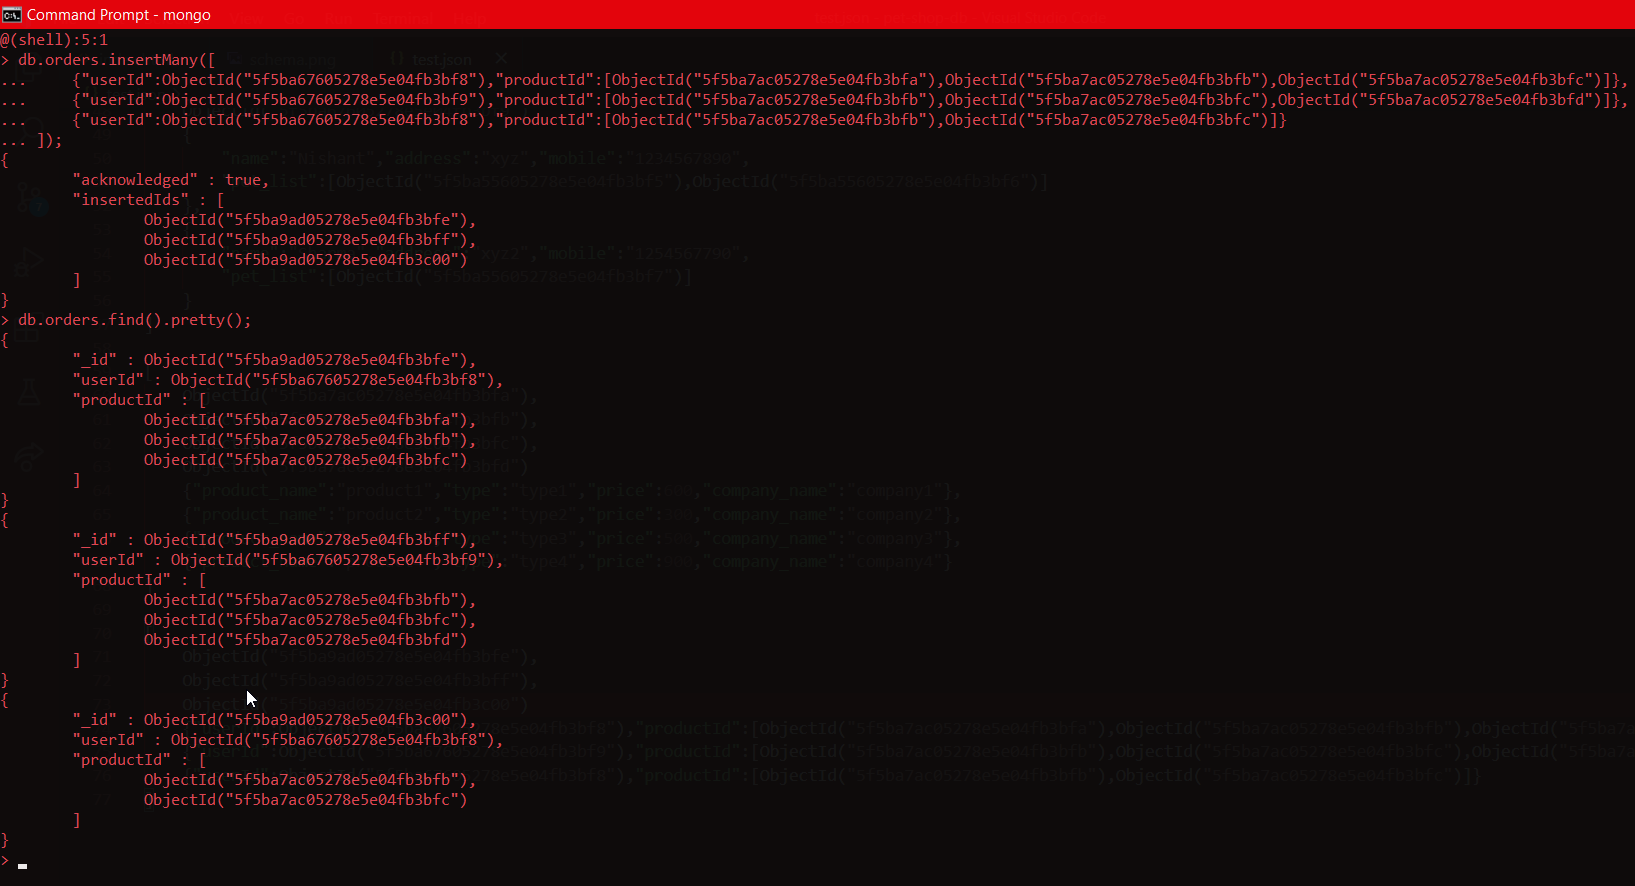 Command Prompt - mongo
@(shell):5:1
> db.orders.insertMany([
... {"userId":ObjectId("5f5ba67605278e5e04fb3bf8"),"productId":[ObjectId("5f5ba7ac05278e5e04fb3bfa"),ObjectId("5f5ba7ac05278e5e04fb3bfb"),ObjectId("5f5ba7ac05278e5e04fb3bfc")]},
... {"userId":ObjectId("5f5ba67605278e5e04fb3bf9"),"productId":[ObjectId("5f5ba7ac05278e5e04fb3bfb"),ObjectId("5f5ba7ac05278e5e04fb3bfc"),ObjectId("5f5ba7ac05278e5e04fb3bfd")]},
... {"userId":ObjectId("5f5ba67605278e5e04fb3bf8"),"productId":[ObjectId("5f5ba7ac05278e5e04fb3bfb"),ObjectId("5f5ba7ac05278e5e04fb3bfc")]}
... ]);
{
"acknowledged" : true,
"insertedIds" : [
ObjectId("5f5ba9ad05278e5e04fb3bfe"),
ObjectId("5f5ba9ad05278e5e04fb3bff"),
ObjectId("5f5ba9ad05278e5e04fb3c00")
]
}
> db.orders.find().pretty();
{
"_id" : ObjectId("5f5ba9ad05278e5e04fb3bfe"),
"userId" : ObjectId("5f5ba67605278e5e04fb3bf8"),
"productId" : [
ObjectId("5f5ba7ac05278e5e04fb3bfa"),
ObjectId("5f5ba7ac05278e5e04fb3bfb"),
ObjectId("5f5ba7ac05278e5e04fb3bfc")
]
}
{
"_id" : ObjectId("5f5ba9ad05278e5e04fb3bff"),
"userId" : ObjectId("5f5ba67605278e5e04fb3bf9"),
"productId" : [
ObjectId("5f5ba7ac05278e5e04fb3bfb"),
ObjectId("5f5ba7ac05278e5e04fb3bfc"),
ObjectId("5f5ba7ac05278e5e04fb3bfd")
]
}
{
"_id" : ObjectId("5f5ba9ad05278e5e04fb3c00"),
"userId" : ObjectId("5f5ba67605278e5e04fb3bf8"),
"productId" : [
ObjectId("5f5ba7ac05278e5e04fb3bfb"),
ObjectId("5f5ba7ac05278e5e04fb3bfc")
]
}
>